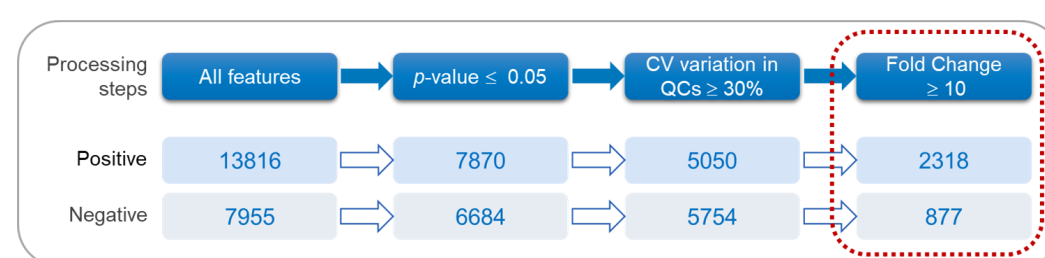 Processing steps
All features
p-value ≤ 0.05
CV variation in
QCs ≥ 30%
Fold Change
≥ 10
Positive
13816
7870
5050
2318
Negative
7955
6684
5754
877